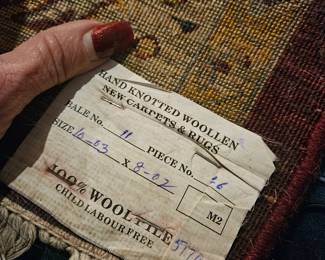 HAND KNOTTED WOOLLEN
NEW CARPETS & RUGS
BALE No. 11 PIECE No. 26
SIZE 10-03 X 8-02
M2
100% WOOL PILE
CHILD LABOUR FREE